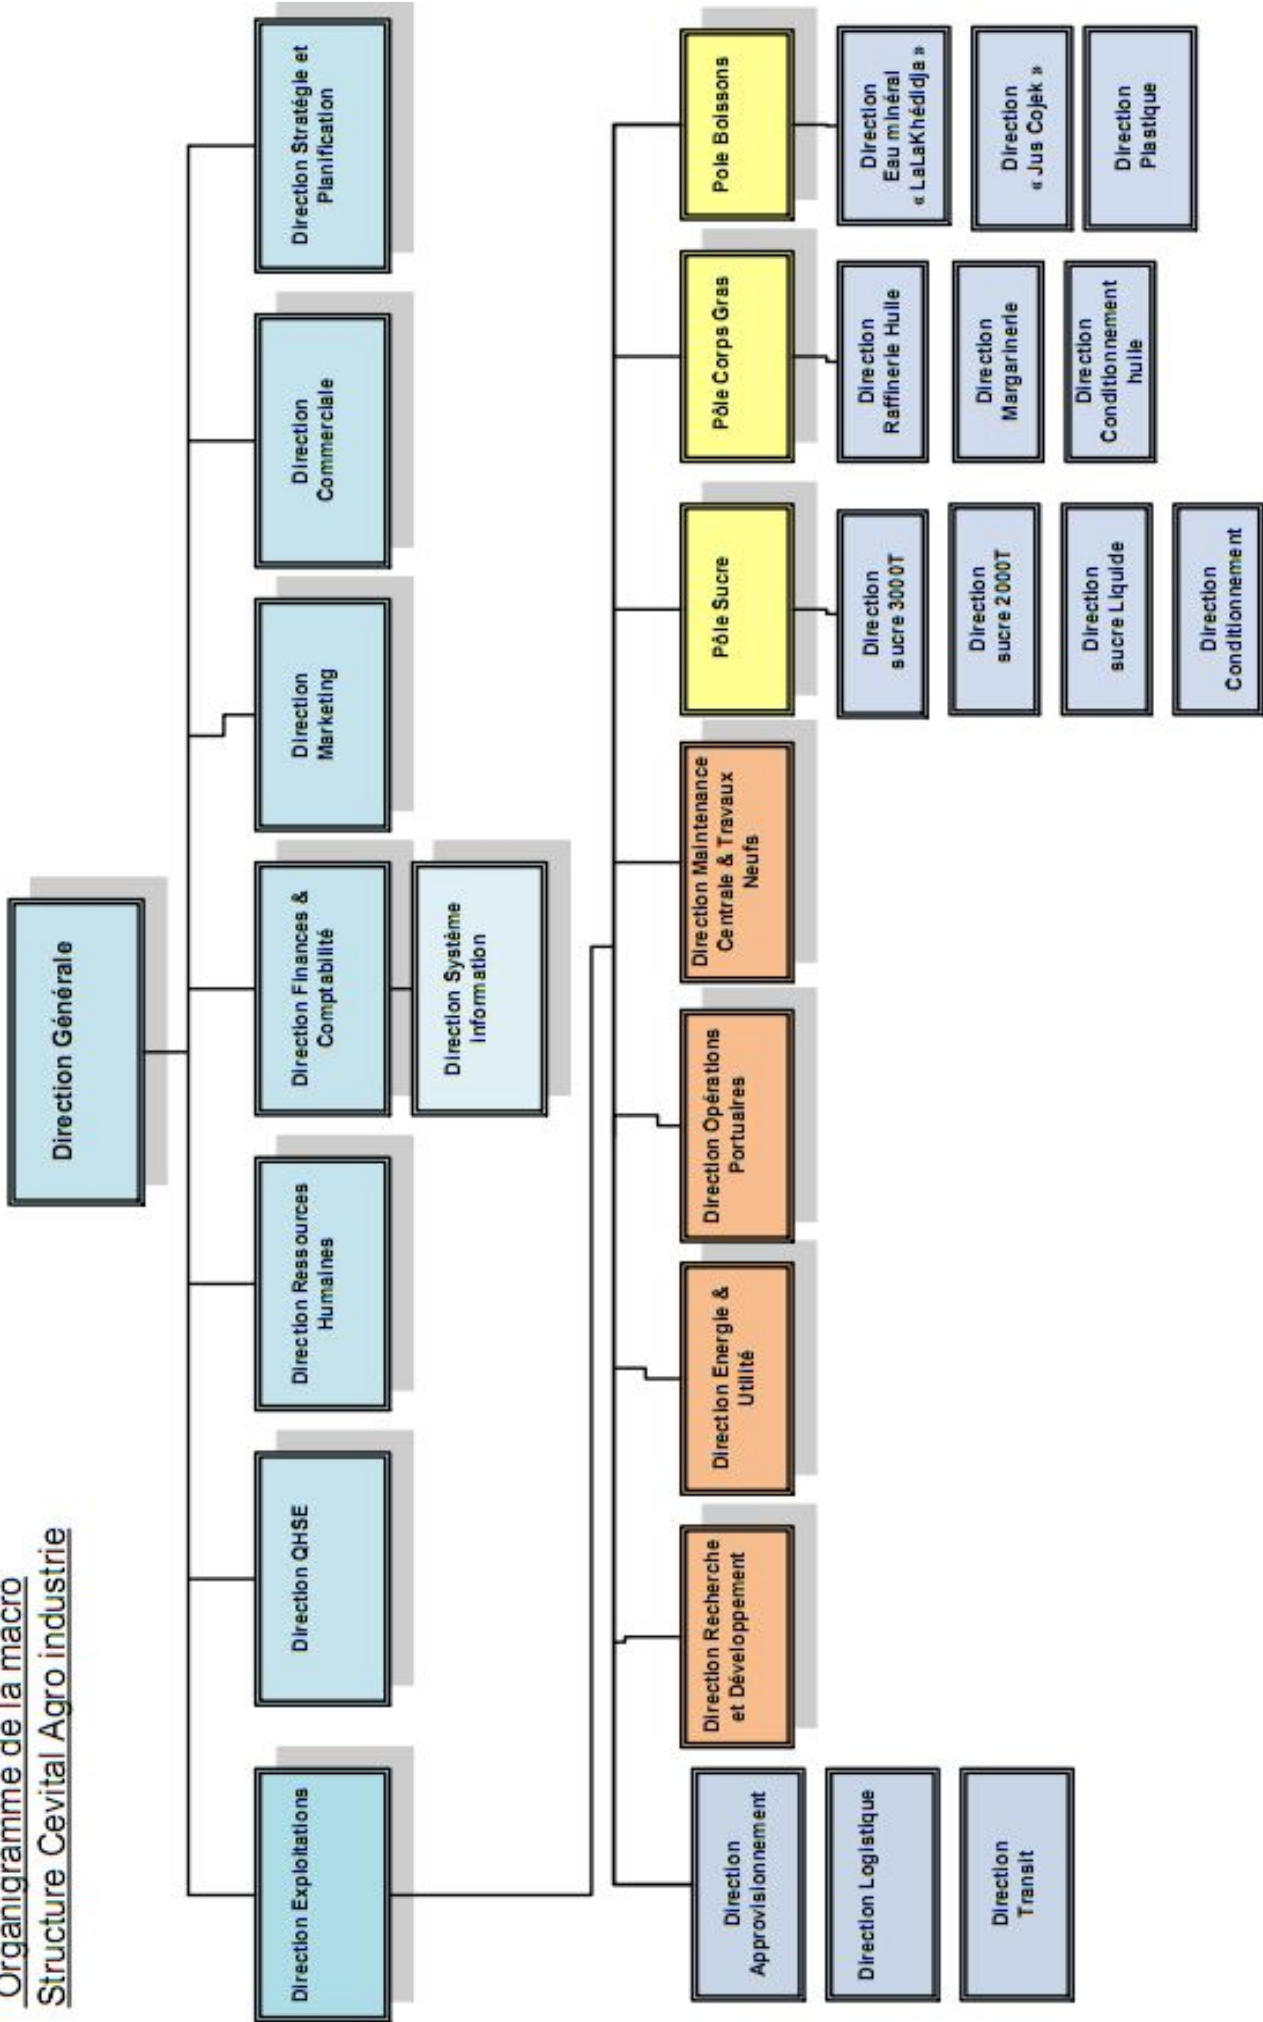 Organigramme de la macro
Structure Cevital Agro industrie
Direction Générale
Direction Exploitations
Direction QHSE
Direction Ressources
Humaines
Direction Finances &
Comptabilité
Direction
Marketing
Direction
Commerciale
Direction Stratégie et
Planification
Direction Système
Information
Direction
Approvisionnement
Direction Logistique
Direction
Transit
Direction Recherche
et Développement
Direction Energie &
Utilité
Direction Opérations
Portuaires
Direction Maintenance
Centrale & Travaux
Neufs
Pôle Sucre
Direction
sucre 3000T
Direction
sucre 2000T
Direction
sucre Liquide
Direction
Conditionnement
Pôle Corps Gras
Direction
Raffinerie Huile
Direction
Margarinerie
Direction
Conditionnement
huile
Pole Boissons
Direction
Eau minéral
« LaLaKhédidja »
Direction
« Jus Cojek »
Direction
Plastique